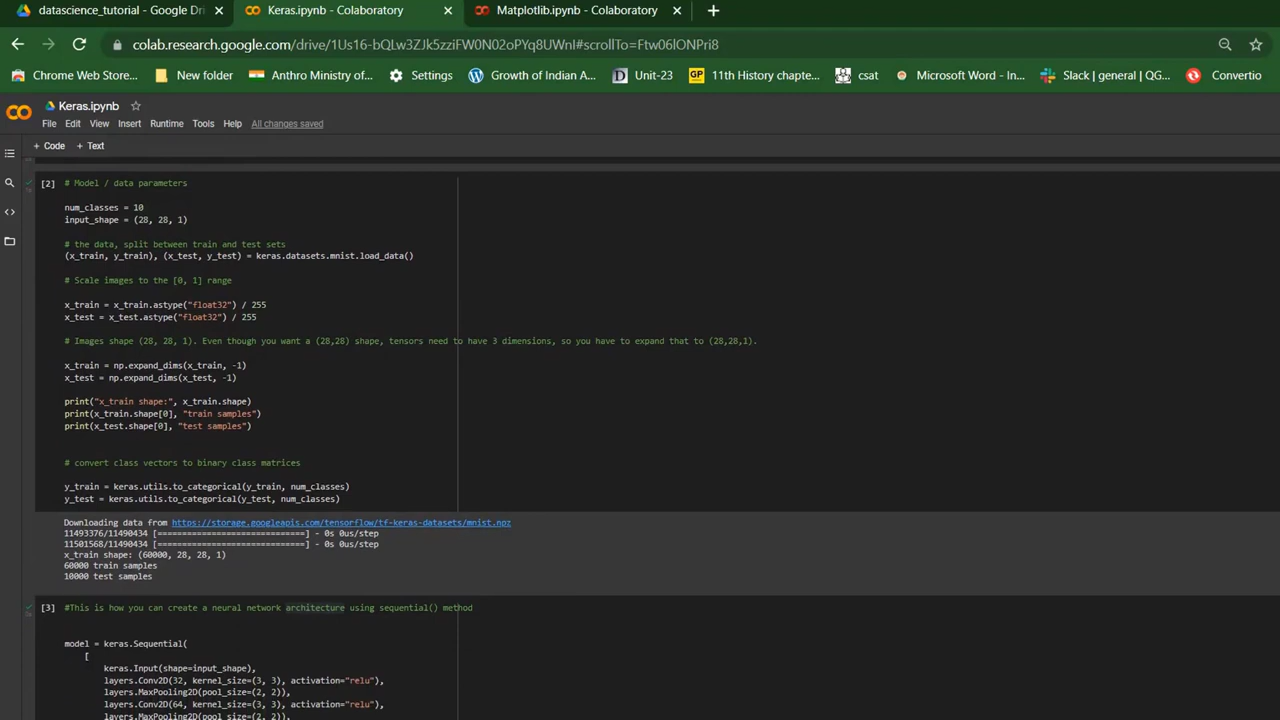 datascience_tutorial - Google Dri
Keras.ipynb - Colaboratory
Matplotlib.ipynb - Colaboratory
colab.research.google.com/drive/1Us16-bQLw3ZJk5zziFW0N02oPYq8UWnI#scrollTo=Ftw06lONPri8
Chrome Web Store...
New folder
Anthro Ministry of...
Settings
Growth of Indian A...
Unit-23
GP
11th History chapte...
csat
Microsoft Word - In...
Slack | general | QG...
Convertio
Keras.ipynb
File Edit View Insert Runtime Tools Help All changes saved
+ Code + Text
[2] # Model / data parameters
num_classes = 10
input_shape = (28, 28, 1)
# the data, split between train and test sets
(x_train, y_train), (x_test, y_test) = keras.datasets.mnist.load_data()
# Scale images to the [0, 1] range
x_train = x_train.astype("float32") / 255
x_test = x_test.astype("float32") / 255
# Images shape (28, 28, 1). Even though you want a (28,28) shape, tensors need to have 3 dimensions, so you have to expand that to (28,28,1).
x_train = np.expand_dims(x_train, -1)
x_test = np.expand_dims(x_test, -1)
print("x_train shape:", x_train.shape)
print(x_train.shape[0], "train samples")
print(x_test.shape[0], "test samples")
# convert class vectors to binary class matrices
y_train = keras.utils.to_categorical(y_train, num_classes)
y_test = keras.utils.to_categorical(y_test, num_classes)
Downloading data from https://storage.googleapis.com/tensorflow/tf-keras-datasets/mnist.npz
11493376/11490434 [==============================] - 0s 0us/step
11501568/11490434 [==============================] - 0s 0us/step
x_train shape: (60000, 28, 28, 1)
60000 train samples
10000 test samples
[3] #This is how you can create a neural network architecture using sequential() method
model = keras.Sequential(
[
keras.Input(shape=input_shape),
layers.Conv2D(32, kernel_size=(3, 3), activation="relu"),
layers.MaxPooling2D(pool_size=(2, 2)),
layers.Conv2D(64, kernel_size=(3, 3), activation="relu"),
layers.MaxPooling2D(pool_size=(2, 2)),